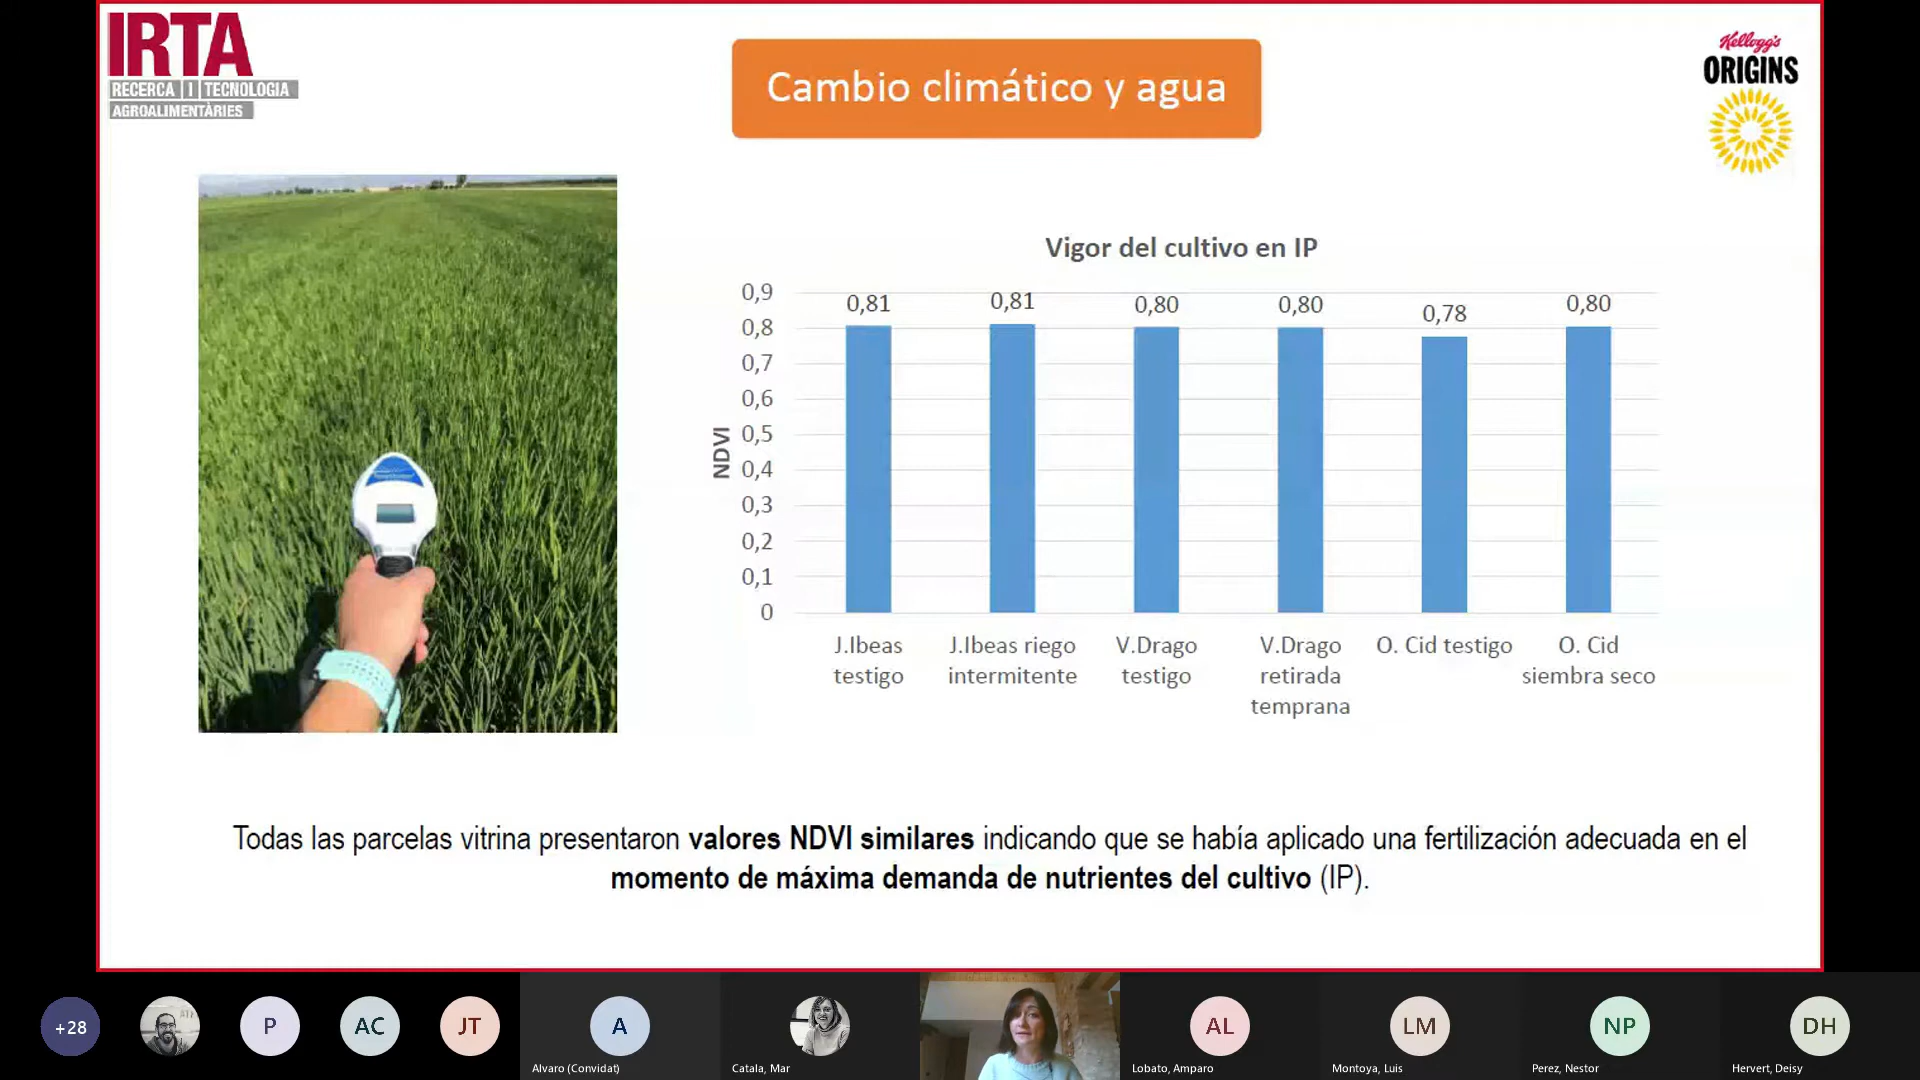 IRTA
RECERCA I TECNOLOGIA
AGROALIMENTÀRIES
Cambio climático y agua
Kellogg's
ORIGINS
Vigor del cultivo en IP
NDVI
0,9
0,8
0,7
0,6
0,5
0,4
0,3
0,2
0,1
0
0,81
0,81
0,80
0,80
0,78
0,80
J.Ibeas
testigo
J.Ibeas riego
intermitente
V.Drago
testigo
V.Drago
retirada
temprana
O. Cid testigo
O. Cid
siembra seco
Todas las parcelas vitrina presentaron valores NDVI similares indicando que se había aplicado una fertilización adecuada en el
momento de máxima demanda de nutrientes del cultivo (IP).
+28
P
AC
JT
A
Alvaro (Convidat)
Catala, Mar
AL
Lobato, Amparo
LM
Montoya, Luis
NP
Perez, Nestor
DH
Hervert, Deisy